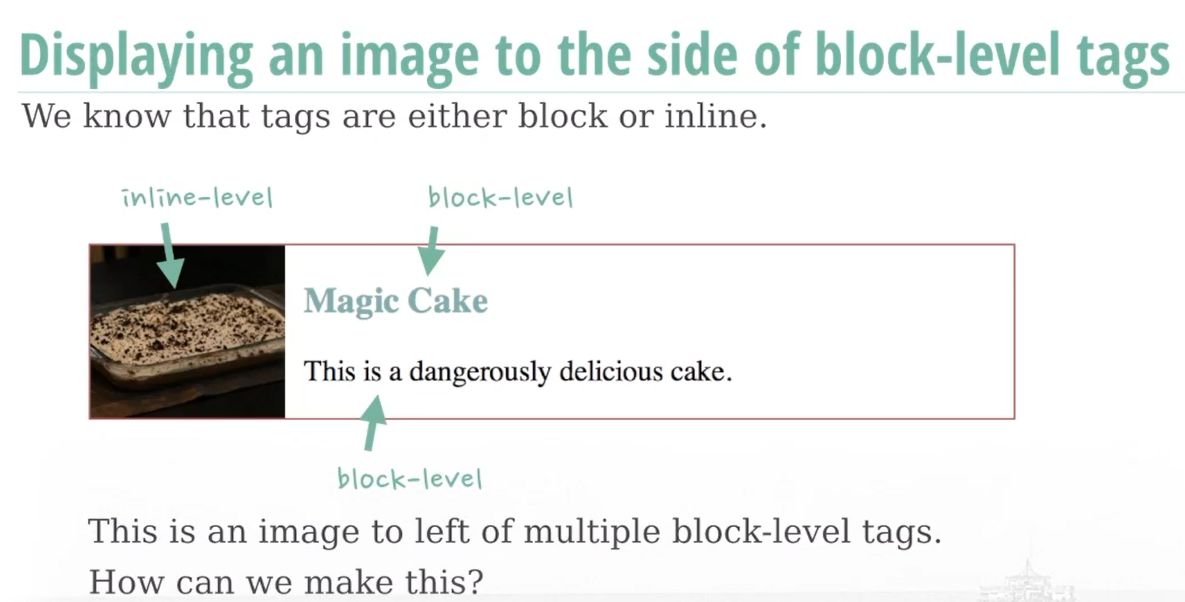 Displaying an image to the side of block-level tags
We know that tags are either block or inline.
inline-level
block-level
Magic Cake
This is a dangerously delicious cake.
block-level
This is an image to left of multiple block-level tags.
How can we make this?